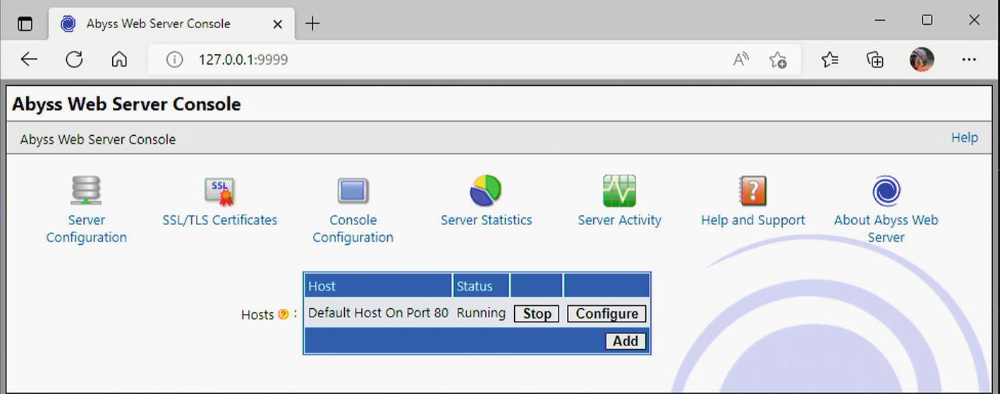 Abyss Web Server Console
127.0.0.1:9999
Abyss Web Server Console
Abyss Web Server Console
Help
SSL
?
Server Configuration
SSL/TLS Certificates
Console Configuration
Server Statistics
Server Activity
Help and Support
About Abyss Web Server
Host Status
Hosts ? : Default Host On Port 80 Running Stop Configure
Add